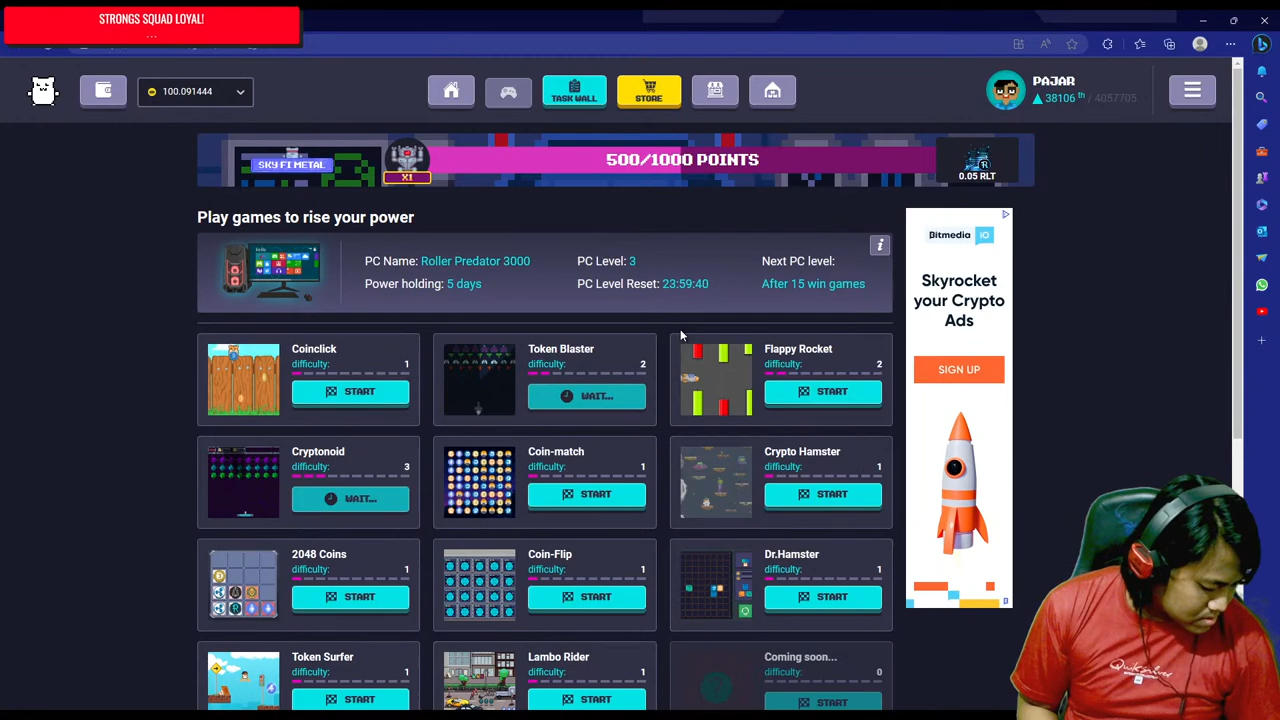 STRONGS SQUAD LOYAL!
...
100.091444
TASK WALL
STORE
PAJAR
38106 th / 4057705
SKY FI METAL
X1
500/1000 POINTS
0.05 RLT
Play games to rise your power
PC Name: Roller Predator 3000
PC Level: 3
Next PC level:
Power holding: 5 days
PC Level Reset: 23:59:40
After 15 win games
Bitmedia IO
Skyrocket
your Crypto
Ads
SIGN UP
Coinclick
difficulty: 1
START
Token Blaster
difficulty: 2
WAIT...
Flappy Rocket
difficulty: 2
START
Cryptonoid
difficulty: 3
WAIT...
Coin-match
difficulty: 1
START
Crypto Hamster
difficulty: 1
START
2048 Coins
difficulty: 1
START
Coin-Flip
difficulty: 1
START
Dr.Hamster
difficulty: 1
START
Token Surfer
difficulty: 1
START
Lambo Rider
difficulty: 1
START
Coming soon...
difficulty: 0
START